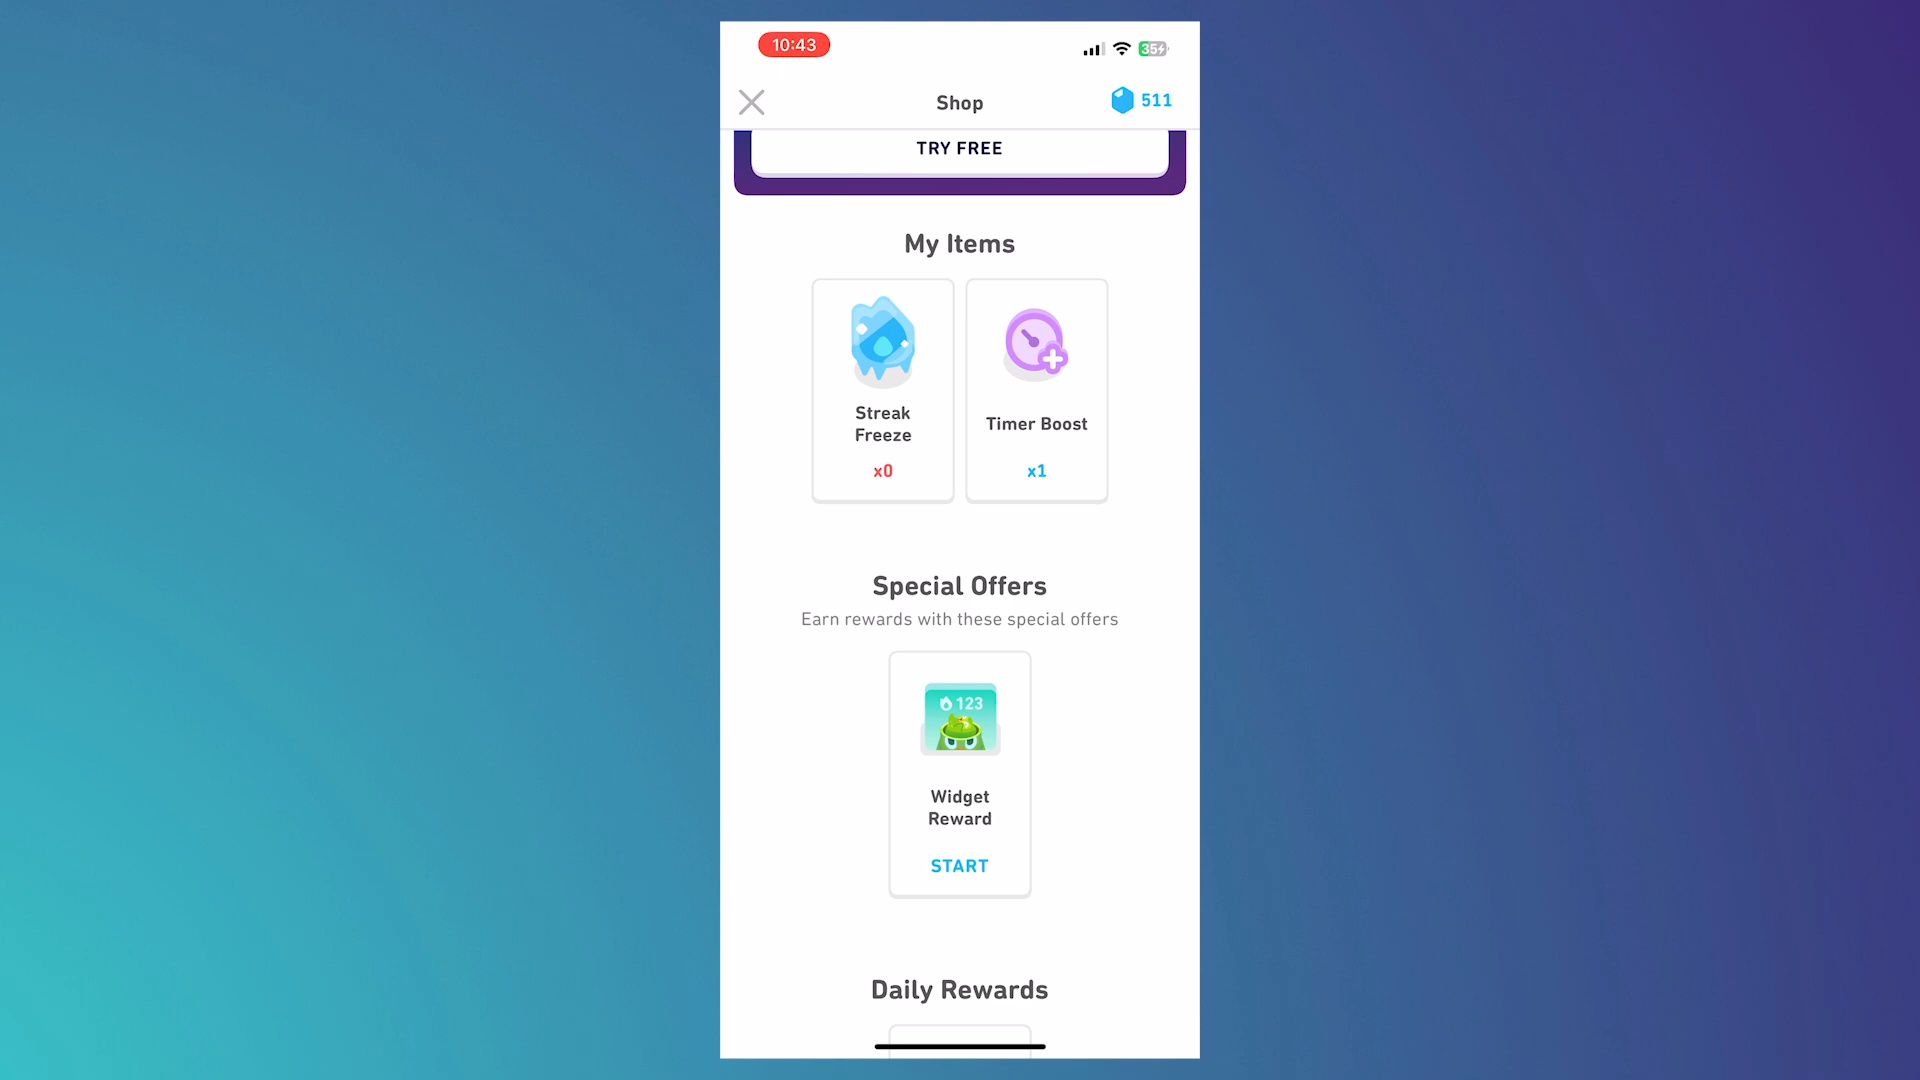 10:43
35
Shop
511
TRY FREE
My Items
Streak
Freeze
x0
Timer Boost
x1
Special Offers
Earn rewards with these special offers
123
Widget
Reward
START
Daily Rewards